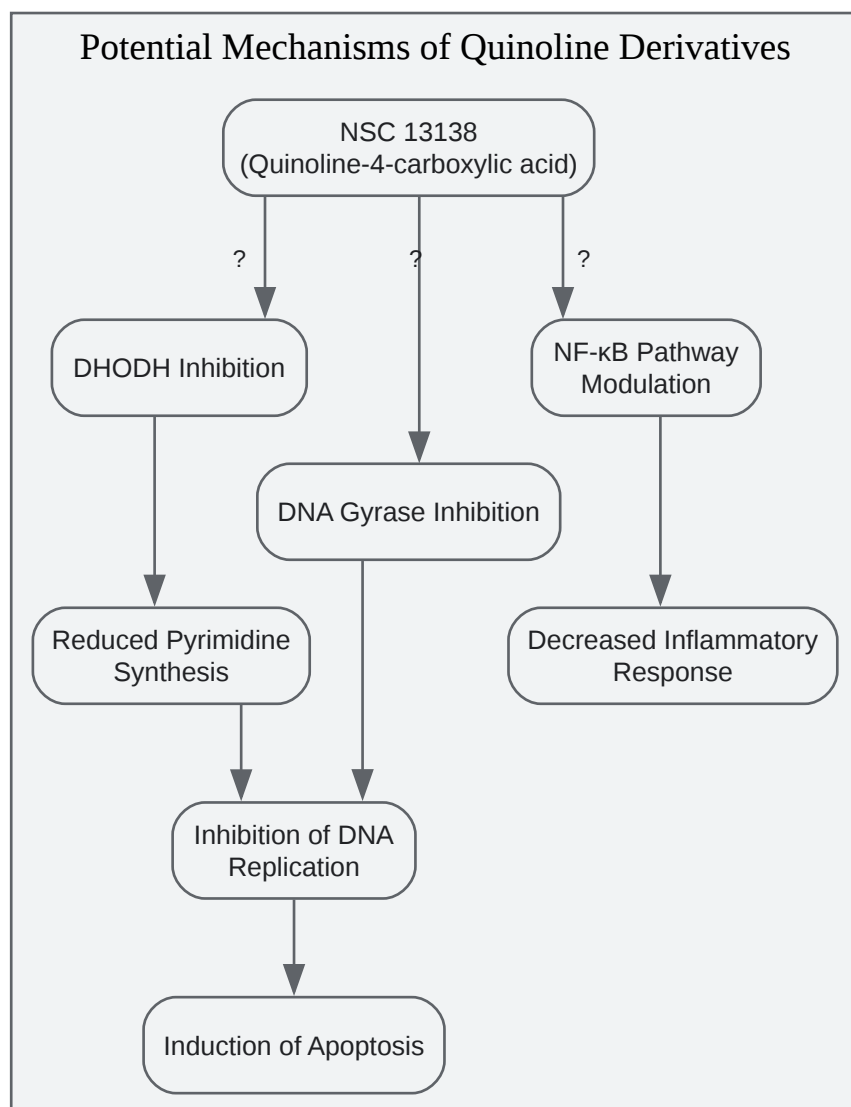 Potential Mechanisms of Quinoline Derivatives
NSC 13138
(Quinoline-4-carboxylic acid)
?
?
?
DHODH Inhibition
NF-κB Pathway
Modulation
DNA Gyrase Inhibition
Reduced Pyrimidine
Synthesis
Decreased Inflammatory
Response
Inhibition of DNA
Replication
Induction of Apoptosis